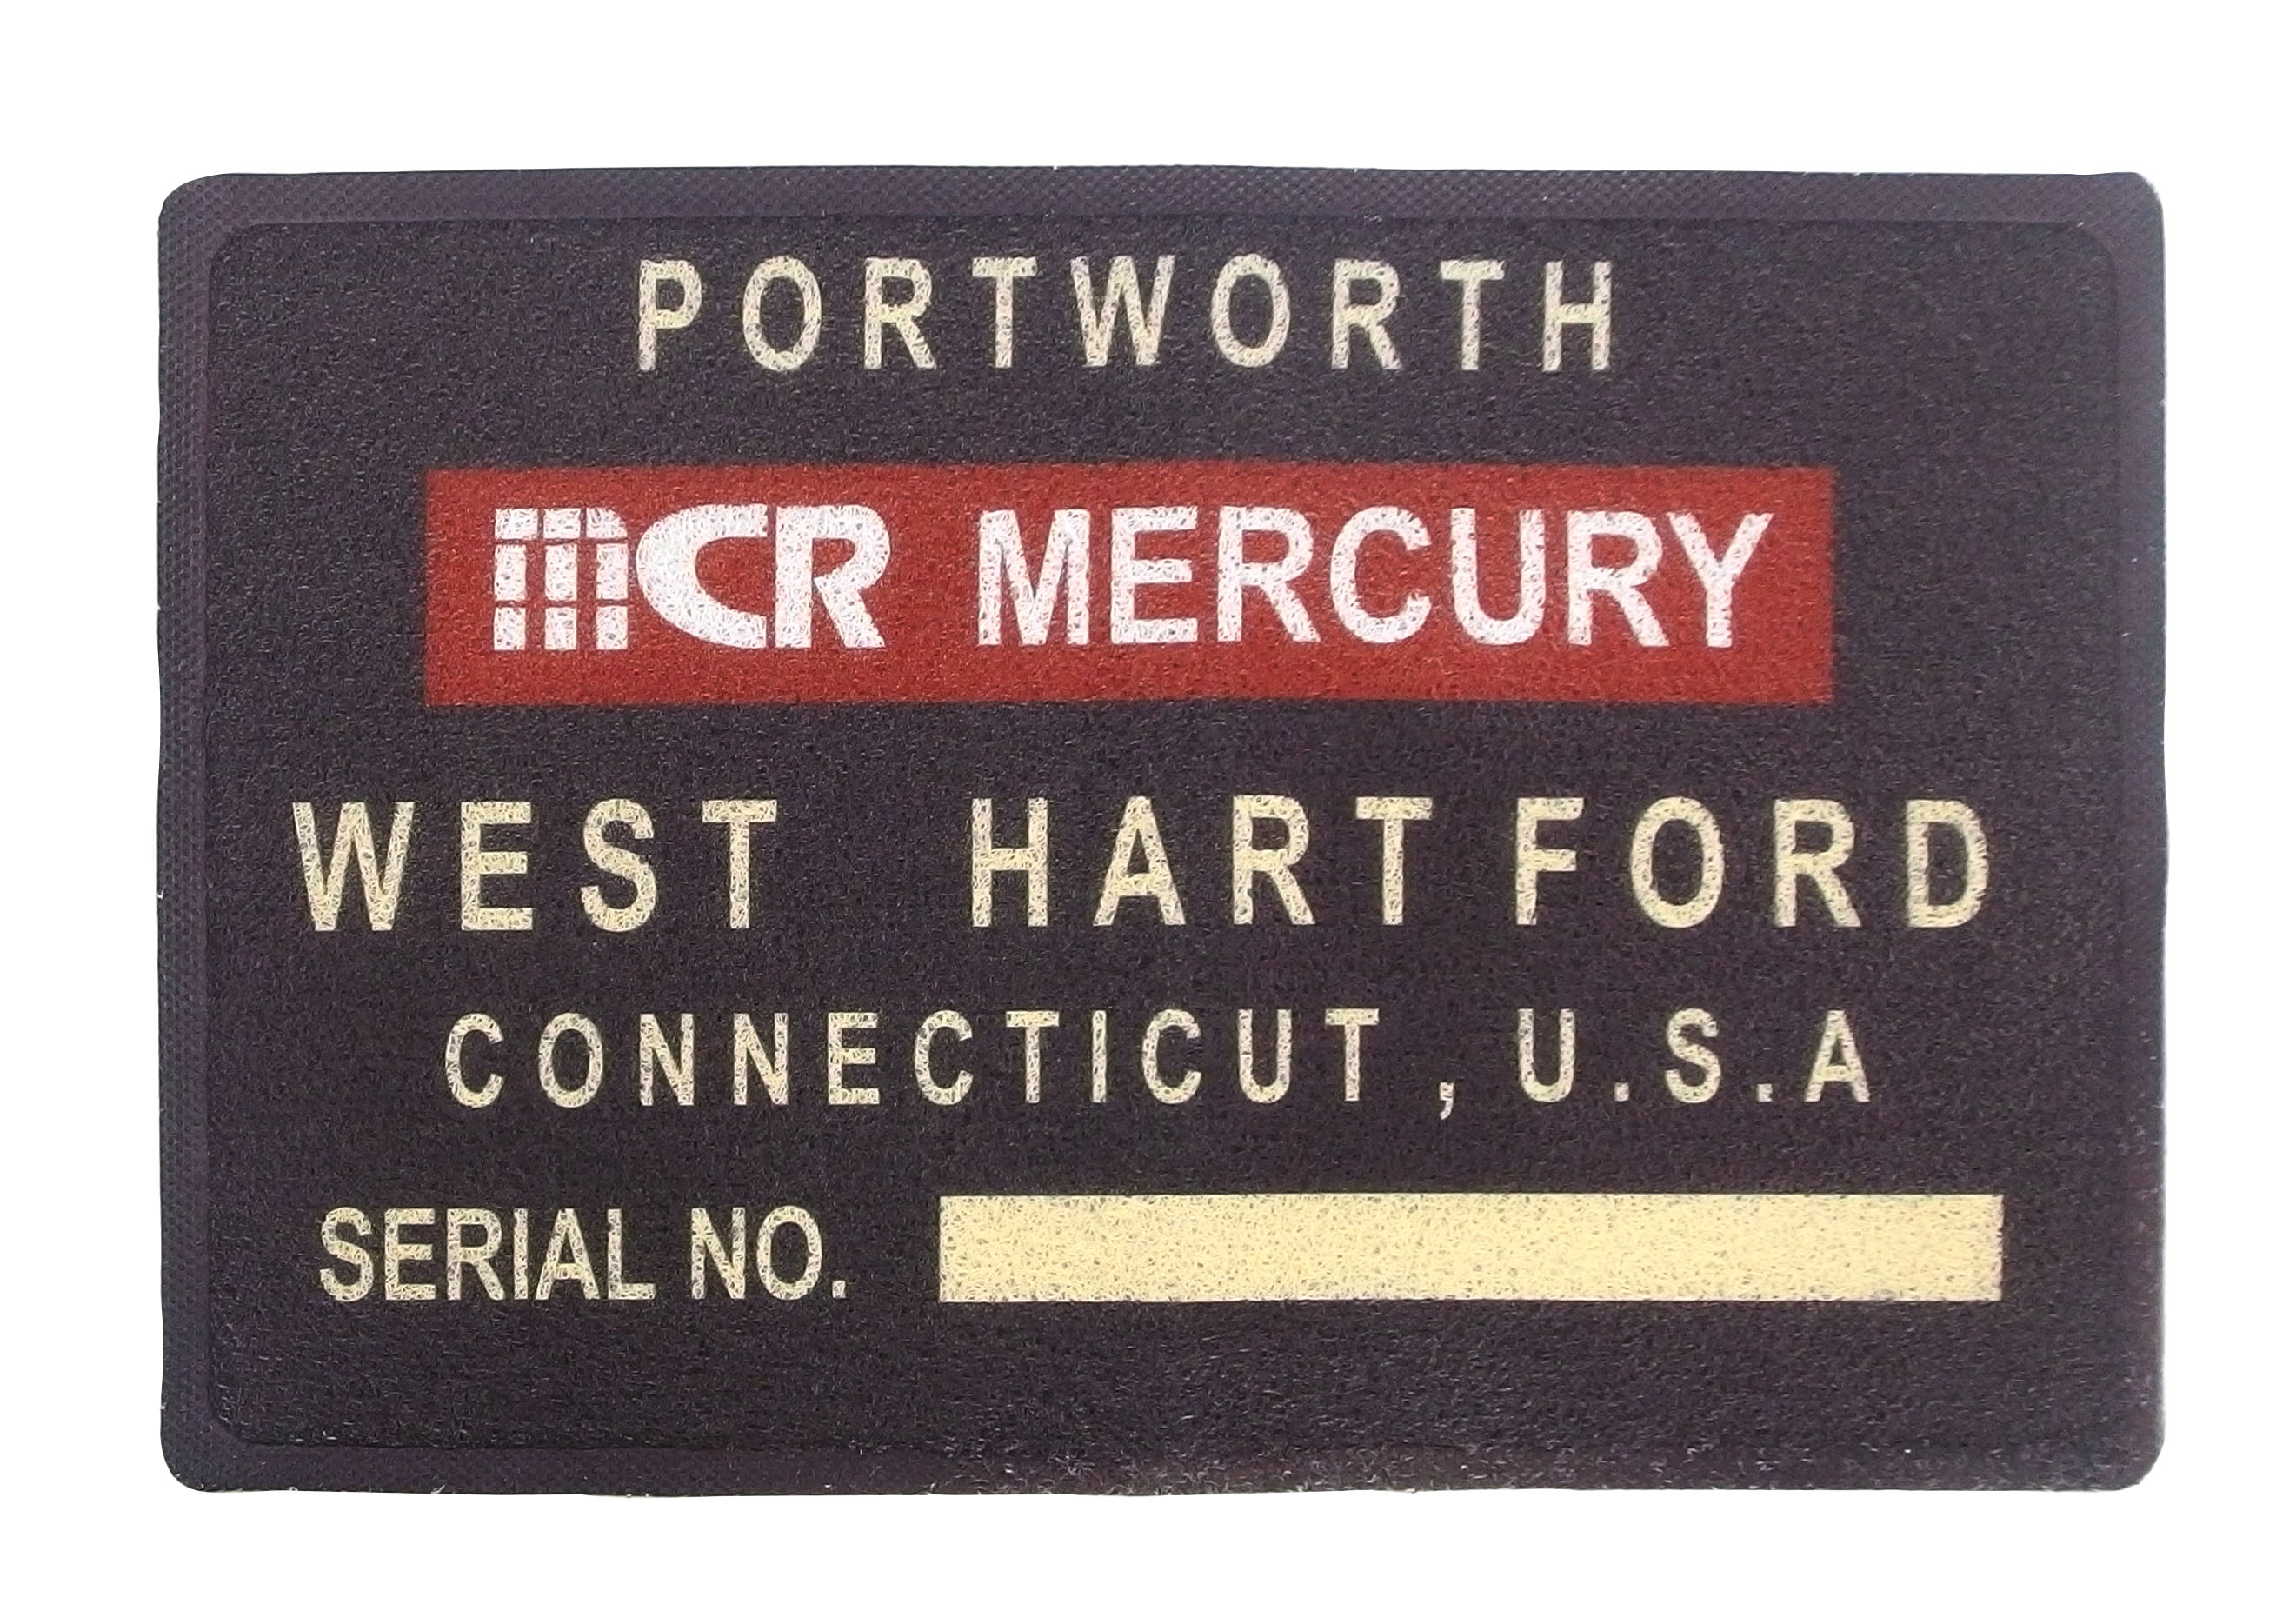 PORTWORTH
mCR MERCURY
WEST HARTFORD
CONNECTICUT, U.S.A
SERIAL NO.